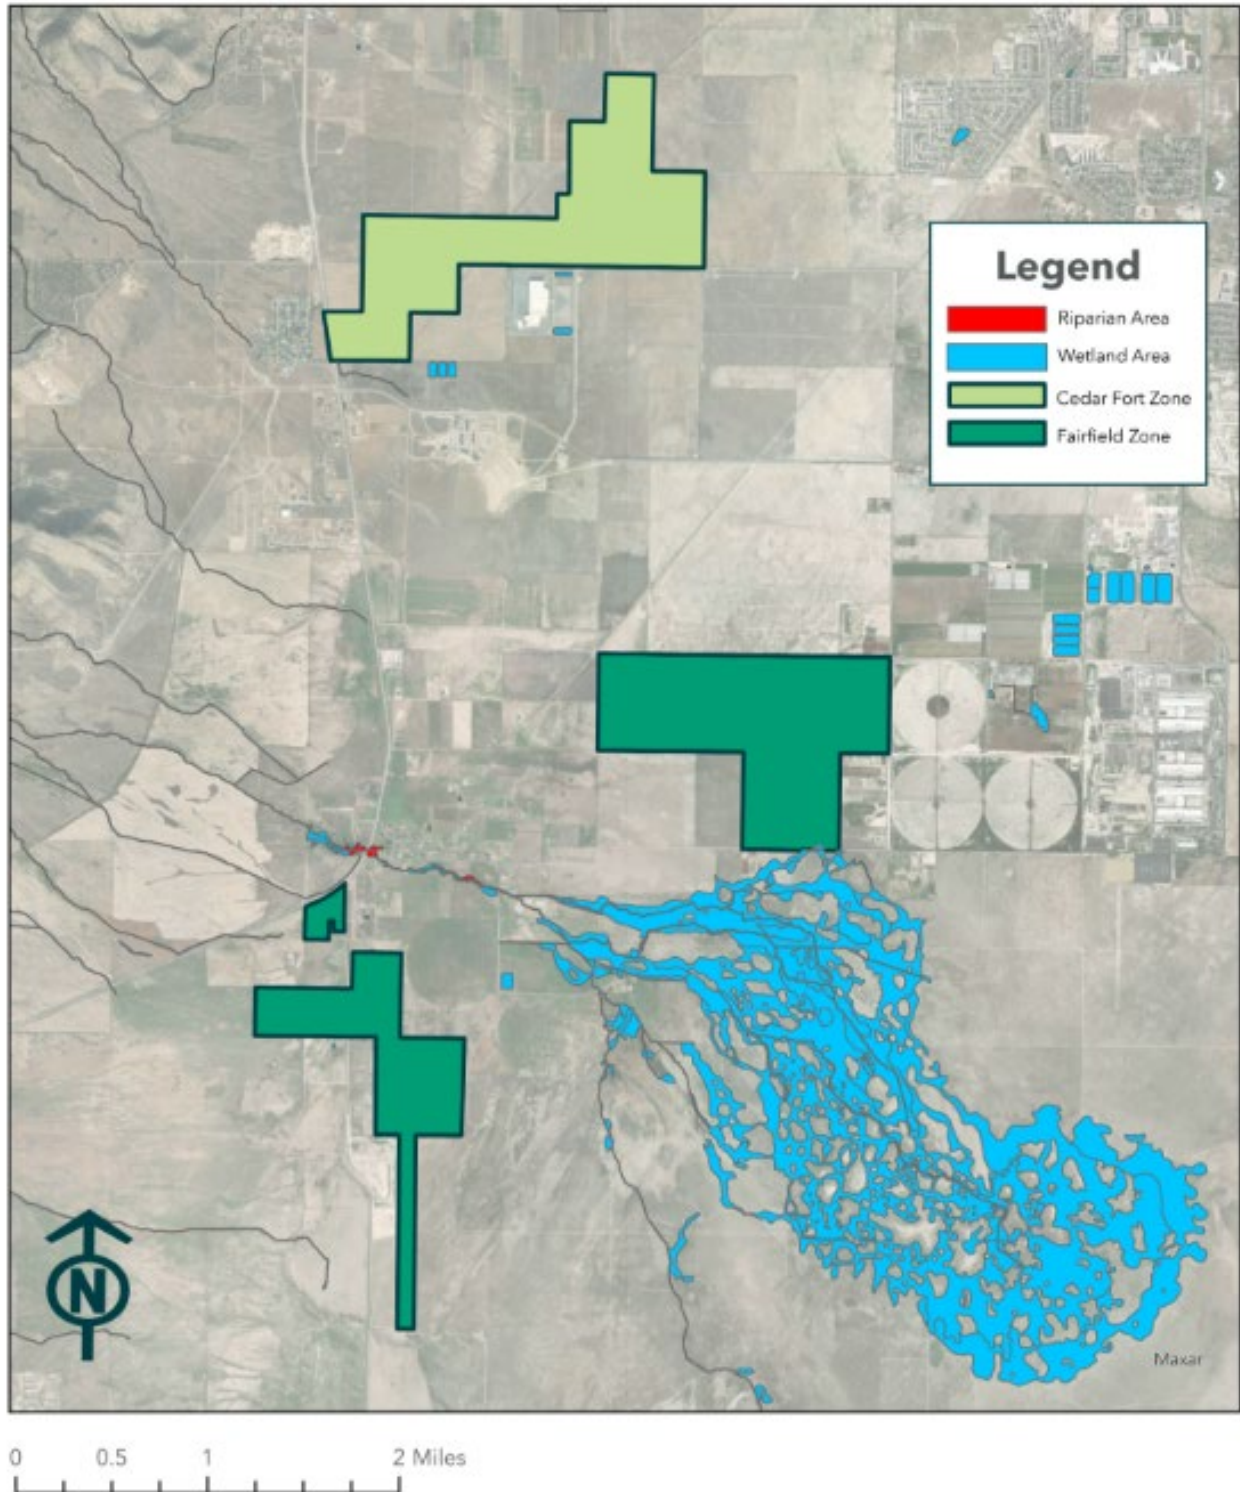 Legend
Riparian Area
Wetland Area
Cedar Fort Zone
Fairfield Zone
N
Maxar
0 0.5 1 2 Miles